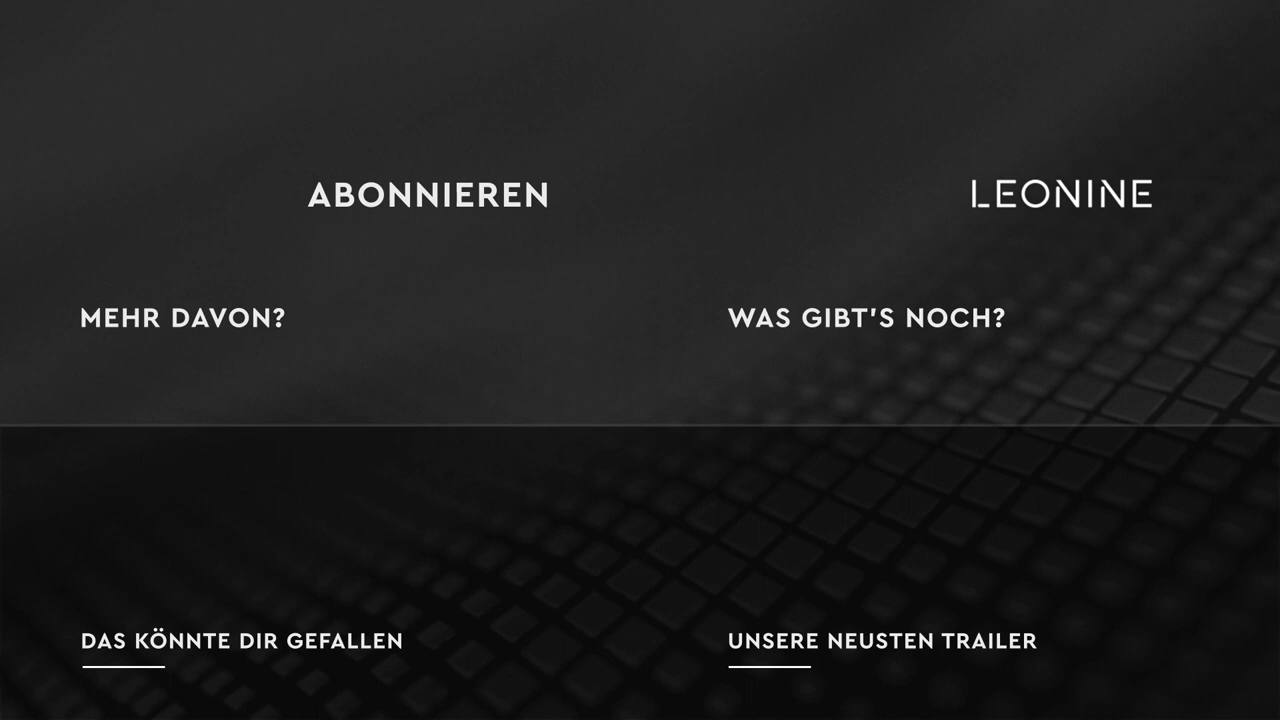 ABONNIEREN
LEONINE
MEHR DAVON?
WAS GIBT'S NOCH?
DAS KÖNNTE DIR GEFALLEN
UNSERE NEUSTEN TRAILER